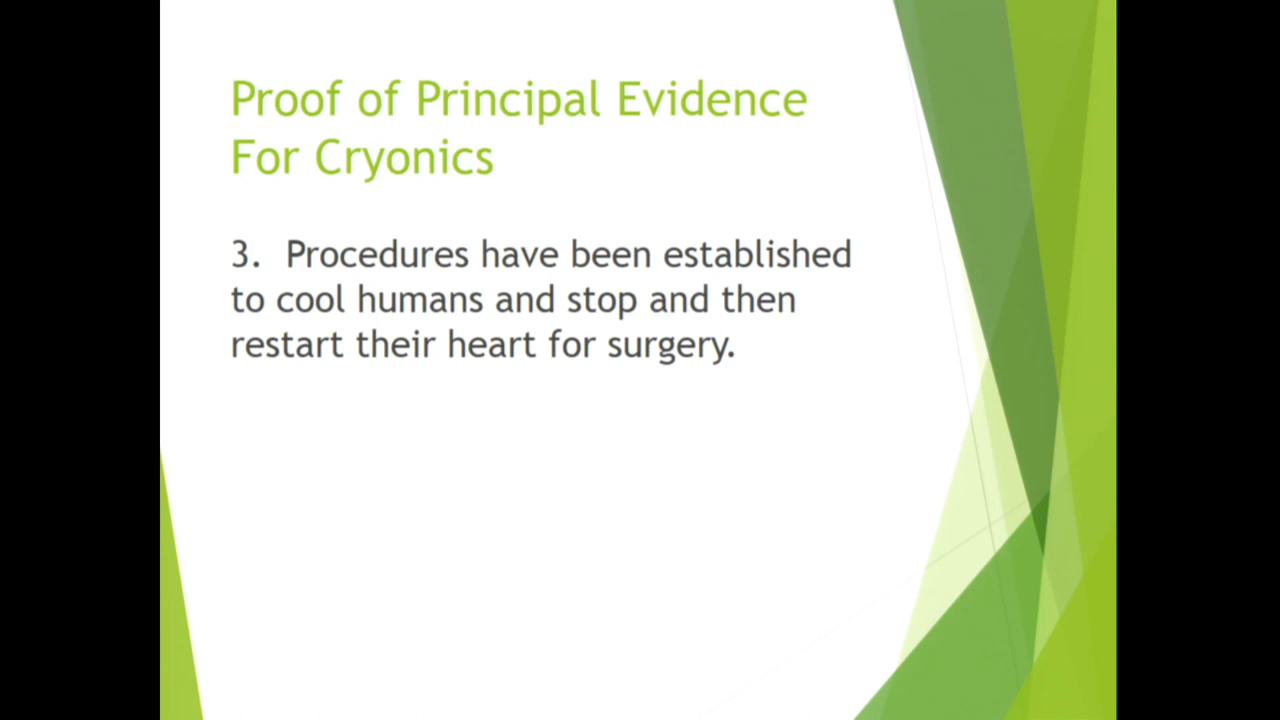 Proof of Principal Evidence
For Cryonics
3. Procedures have been established
to cool humans and stop and then
restart their heart for surgery.